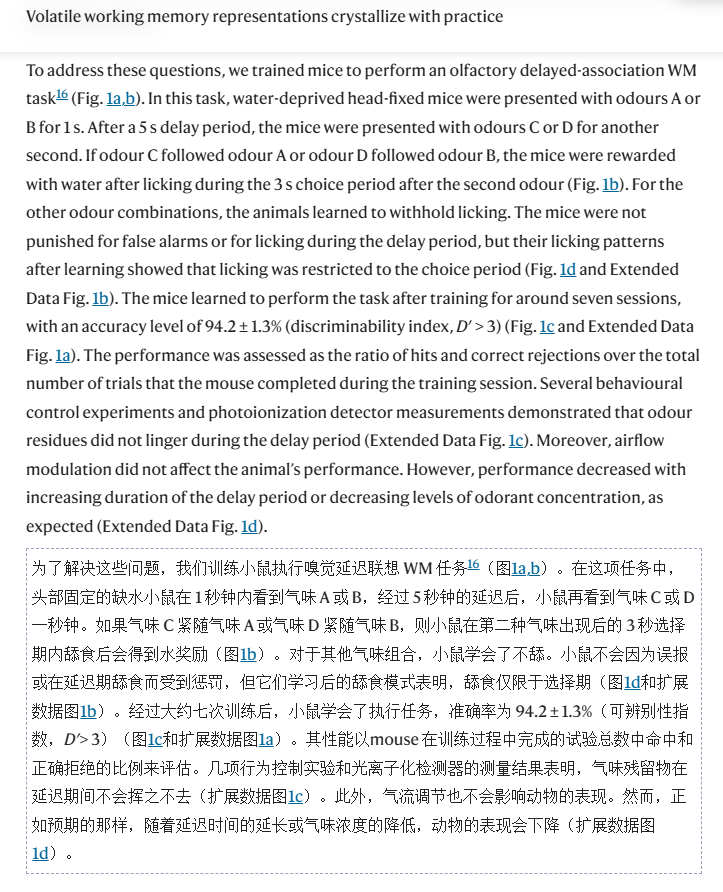 Volatile working memory representations crystallize with practice
To address these questions, we trained mice to perform an olfactory delayed-association WM
task16 (Fig. 1a,b). In this task, water-deprived head-fixed mice were presented with odours A or
B for 1 s. After a 5 s delay period, the mice were presented with odours C or D for another
second. If odour C followed odour A or odour D followed odour B, the mice were rewarded
with water after licking during the 3 s choice period after the second odour (Fig. 1b). For the
other odour combinations, the animals learned to withhold licking. The mice were not
punished for false alarms or for licking during the delay period, but their licking patterns
after learning showed that licking was restricted to the choice period (Fig. 1d and Extended
Data Fig. 1b). The mice learned to perform the task after training for around seven sessions,
with an accuracy level of 94.2 ± 1.3% (discriminability index, D′ > 3) (Fig. 1c and Extended Data
Fig. 1a). The performance was assessed as the ratio of hits and correct rejections over the total
number of trials that the mouse completed during the training session. Several behavioural
control experiments and photoionization detector measurements demonstrated that odour
residues did not linger during the delay period (Extended Data Fig. 1c). Moreover, airflow
modulation did not affect the animal's performance. However, performance decreased with
increasing duration of the delay period or decreasing levels of odorant concentration, as
expected (Extended Data Fig. 1d).
为了解决这些问题，我们训练小鼠执行嗅觉延迟联想 WM 任务16（图1a,b）。在这项任务中，
头部固定的缺水小鼠在 1 秒钟内看到气味 A 或 B，经过 5 秒钟的延迟后，小鼠再看到气味 C 或 D
一秒钟。如果气味 C 紧随气味 A 或气味 D 紧随气味 B，则小鼠在第二种气味出现后的 3 秒选择
期内舔食后会得到水奖励（图1b）。对于其他气味组合，小鼠学会了不舔。小鼠不会因为误报
或在延迟期舔食而受到惩罚，但它们学习后的舔食模式表明，舔食仅限于选择期（图1d和扩展
数据图1b）。经过大约七次训练后，小鼠学会了执行任务，准确率为 94.2 ± 1.3%（可辨别性指
数，D′> 3）（图1c和扩展数据图1a）。其性能以mouse 在训练过程中完成的试验总数中命中和
正确拒绝的比例来评估。几项行为控制实验和光离子化检测器的测量结果表明，气味残留物在
延迟期间不会挥之不去（扩展数据图1c）。此外，气流调节也不会影响动物的表现。然而，正
如预期的那样，随着延迟时间的延长或气味浓度的降低，动物的表现会下降（扩展数据图
1d）。